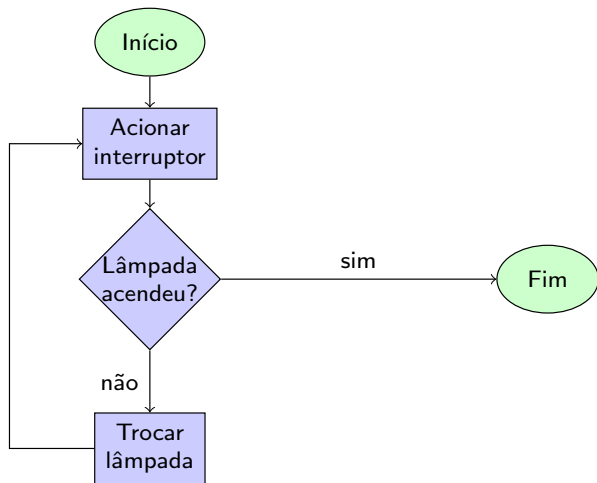 Início
Acionar
interruptor
Lâmpada
acendeu?
sim
Fim
não
Trocar
lâmpada